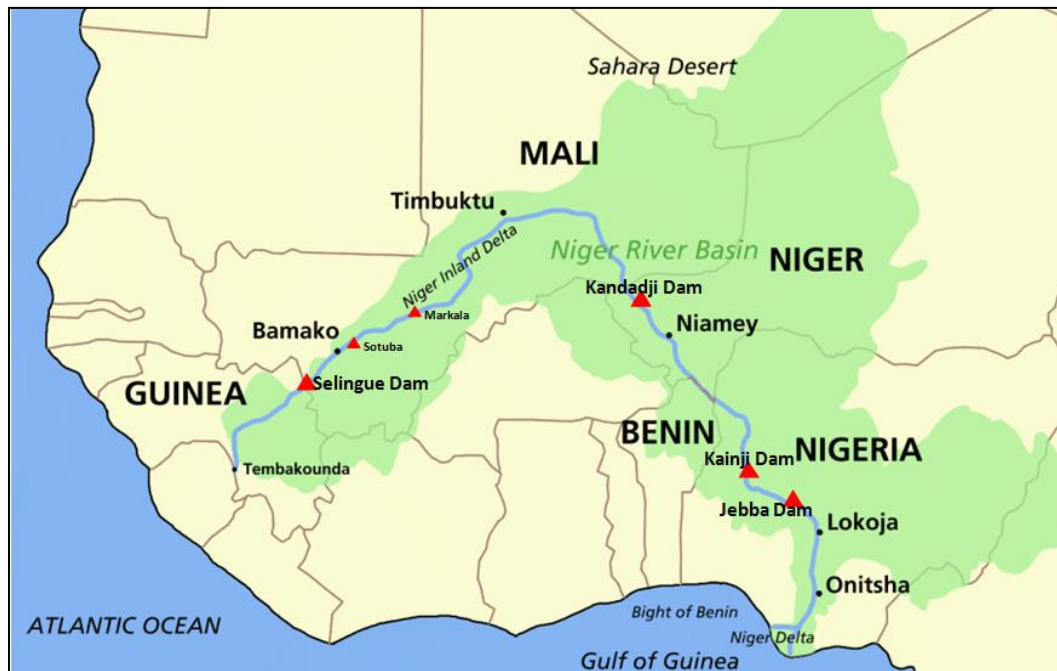 Sahara Desert
MALI
Timbuktu
Niger Inland Delta
Niger River Basin
NIGER
Kandadji Dam
Markala
Niamey
Bamako
Sotuba
GUINEA
Selingue Dam
BENIN
NIGERIA
Kainji Dam
Tembakounda
Jebba Dam
Lokoja
Onitsha
Bight of Benin
ATLANTIC OCEAN
Niger Delta
Gulf of Guinea